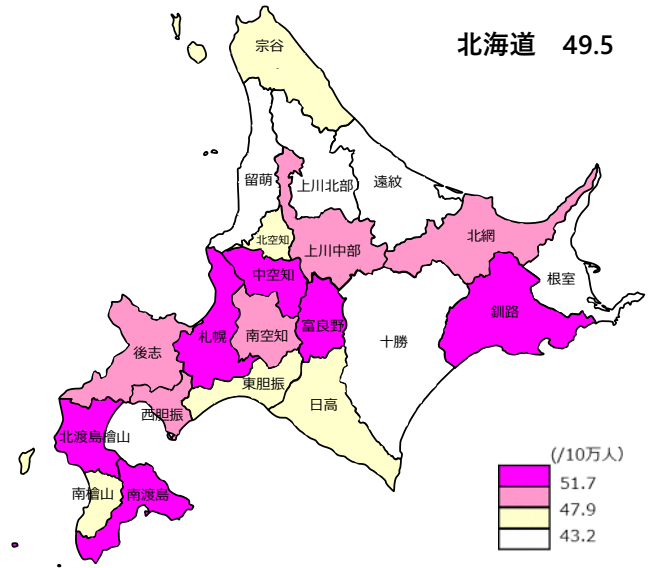 北海道 49.5
宗谷
留萌
上川北部
遠紋
北空知
上川中部
北網
中空知
根室
札幌
南空知
富良野
十勝
釧路
後志
東胆振
西胆振
日高
北渡島檜山
南檜山
南渡島
(/10万人)
51.7
47.9
43.2